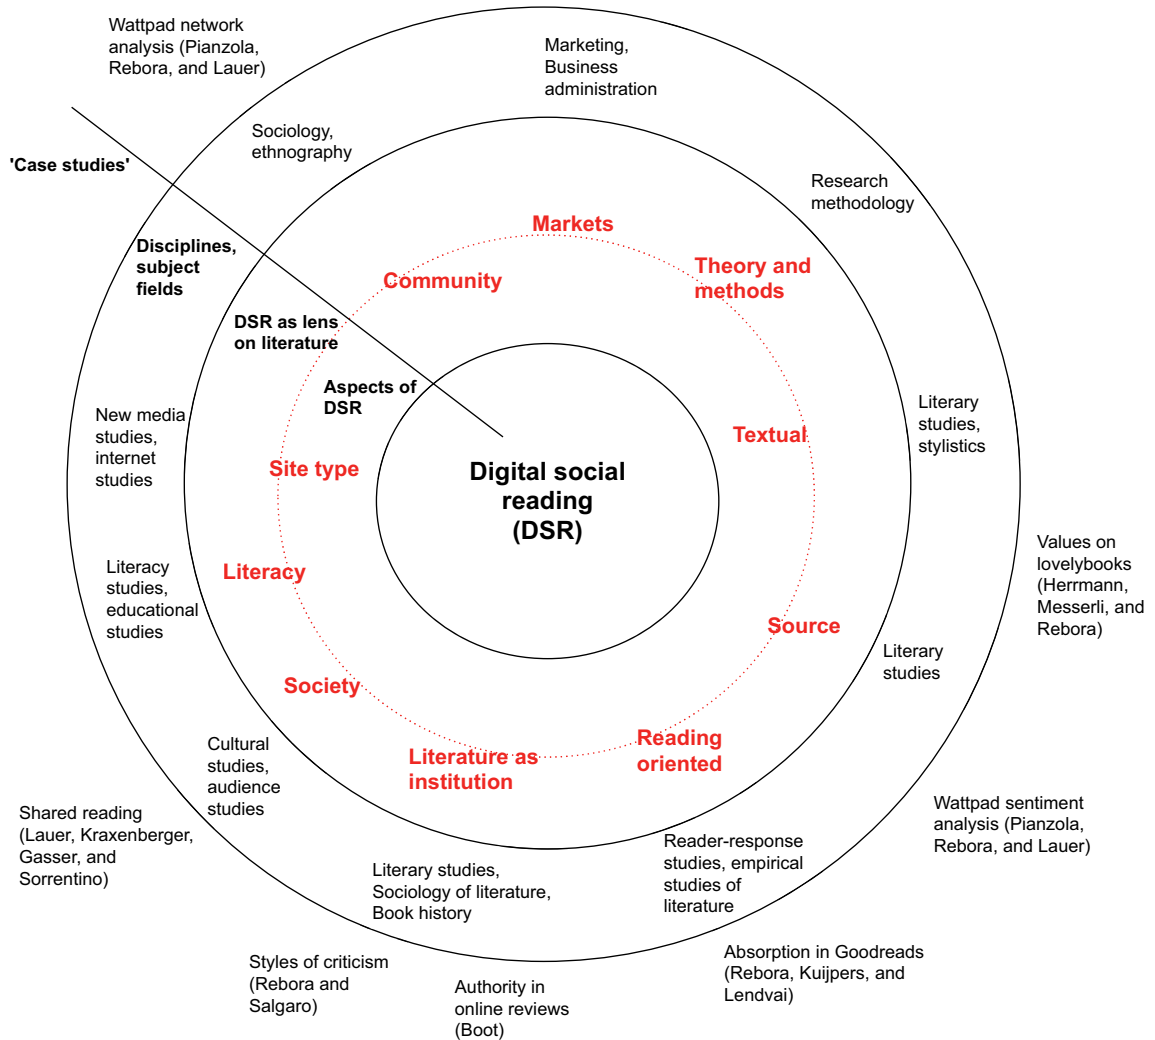 Wattpad network
analysis (Pianzola,
Rebora, and Lauer)
Marketing,
Business
administration
Sociology,
ethnography
'Case studies'
Research
methodology
Disciplines,
subject
fields
Markets
Community
Theory and
methods
DSR as lens
on literature
Aspects of
DSR
New media
studies,
internet
studies
Literary
studies,
stylistics
Textual
Site type
Digital social
reading
(DSR)
Values on
lovelybooks
(Herrmann,
Messerli, and
Rebora)
Literacy
studies,
educational
studies
Literacy
Source
Literary
studies
Society
Reading
oriented
Literature as
institution
Cultural
studies,
audience
studies
Shared reading
(Lauer, Kraxenberger,
Gasser, and
Sorrentino)
Wattpad sentiment
analysis (Pianzola,
Rebora, and Lauer)
Reader-response
studies, empirical
studies of
literature
Literary studies,
Sociology of literature,
Book history
Styles of criticism
(Rebora and
Salgaro)
Authority in
online reviews
(Boot)
Absorption in Goodreads
(Rebora, Kuijpers, and
Lendvai)